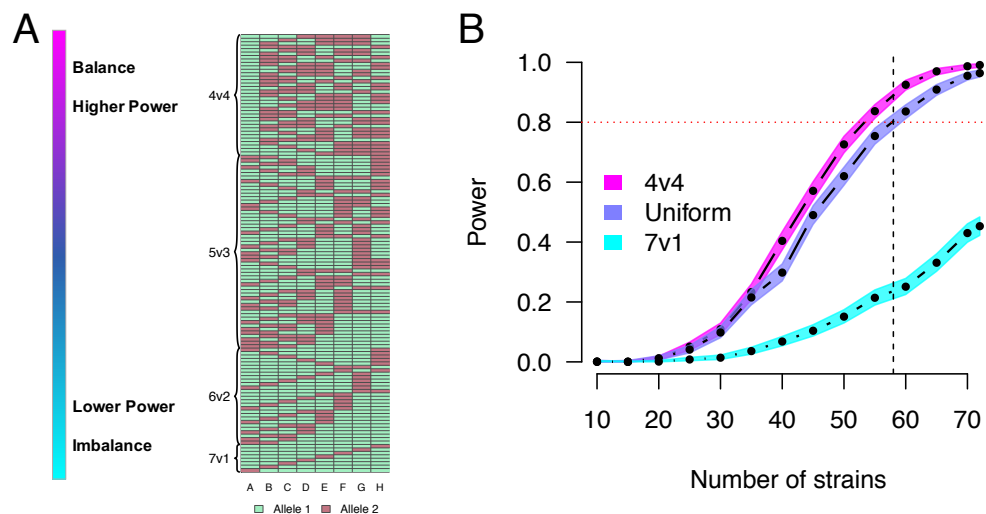 A
Balance
Higher Power
Lower Power
Imbalance
4v4
5v3
6v2
7v1
A B C D E F G H
Allele 1 Allele 2
B
Power
1.0
0.8
0.6
0.4
0.2
0.0
4v4
Uniform
7v1
10 20 30 40 50 60 70
Number of strains